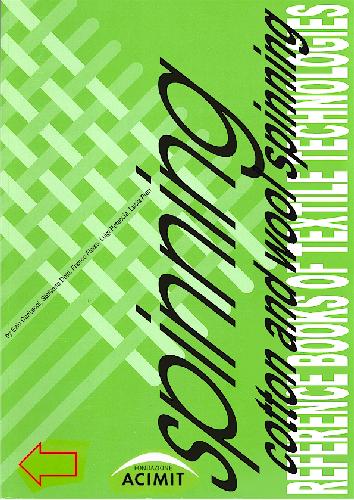 REFERENCE BOOKS OF TEXTILE TECHNOLOGIES
cotton and wool spinning
spinning
FONDAZIONE
ACIMIT